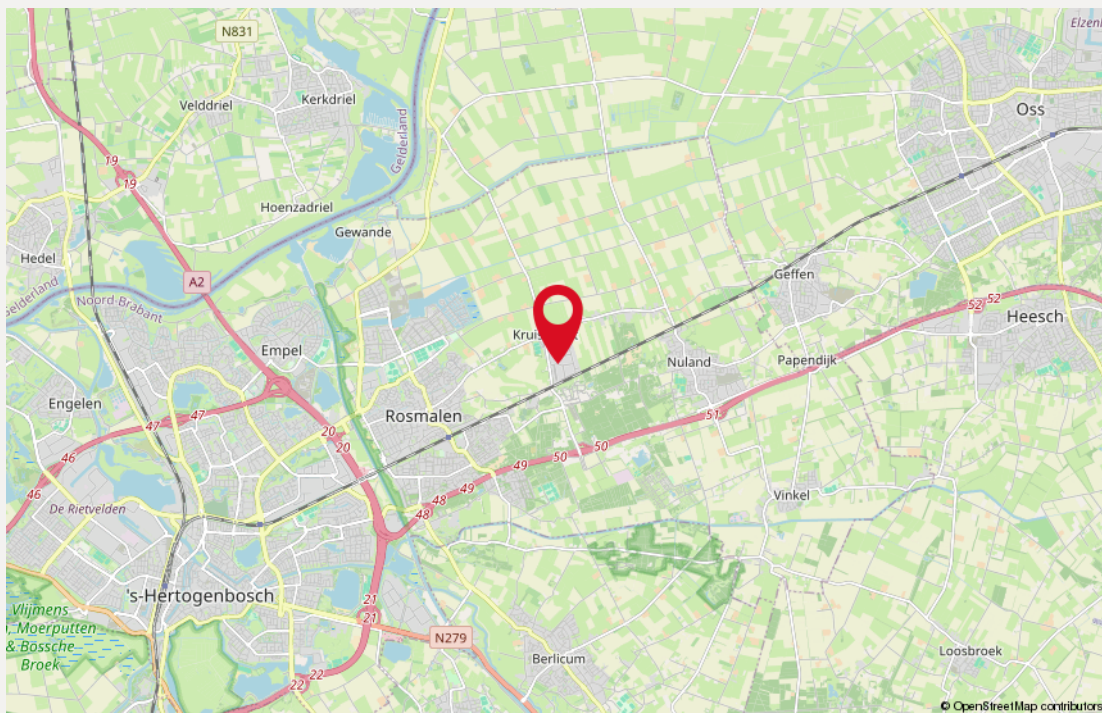 N831
Elzen
Velddriel
Kerkdriel
Oss
Gelderland
19
19
Hoenzadriel
Gewande
Hedel
A2
Geffen
52
52
elderland
Noord-Brabant
Heesch
Empel
Nuland
Papendijk
Engelen
47
47
Rosmalen
51
20
20
50
50
49
49
48
48
46
46
De Rietvelden
Vinkel
's-Hertogenbosch
21
21
Vlijmens
, Moerputten
& Bossche
Broek
N279
22
22
Berlicum
Loosbroek
© OpenStreetMap contributors